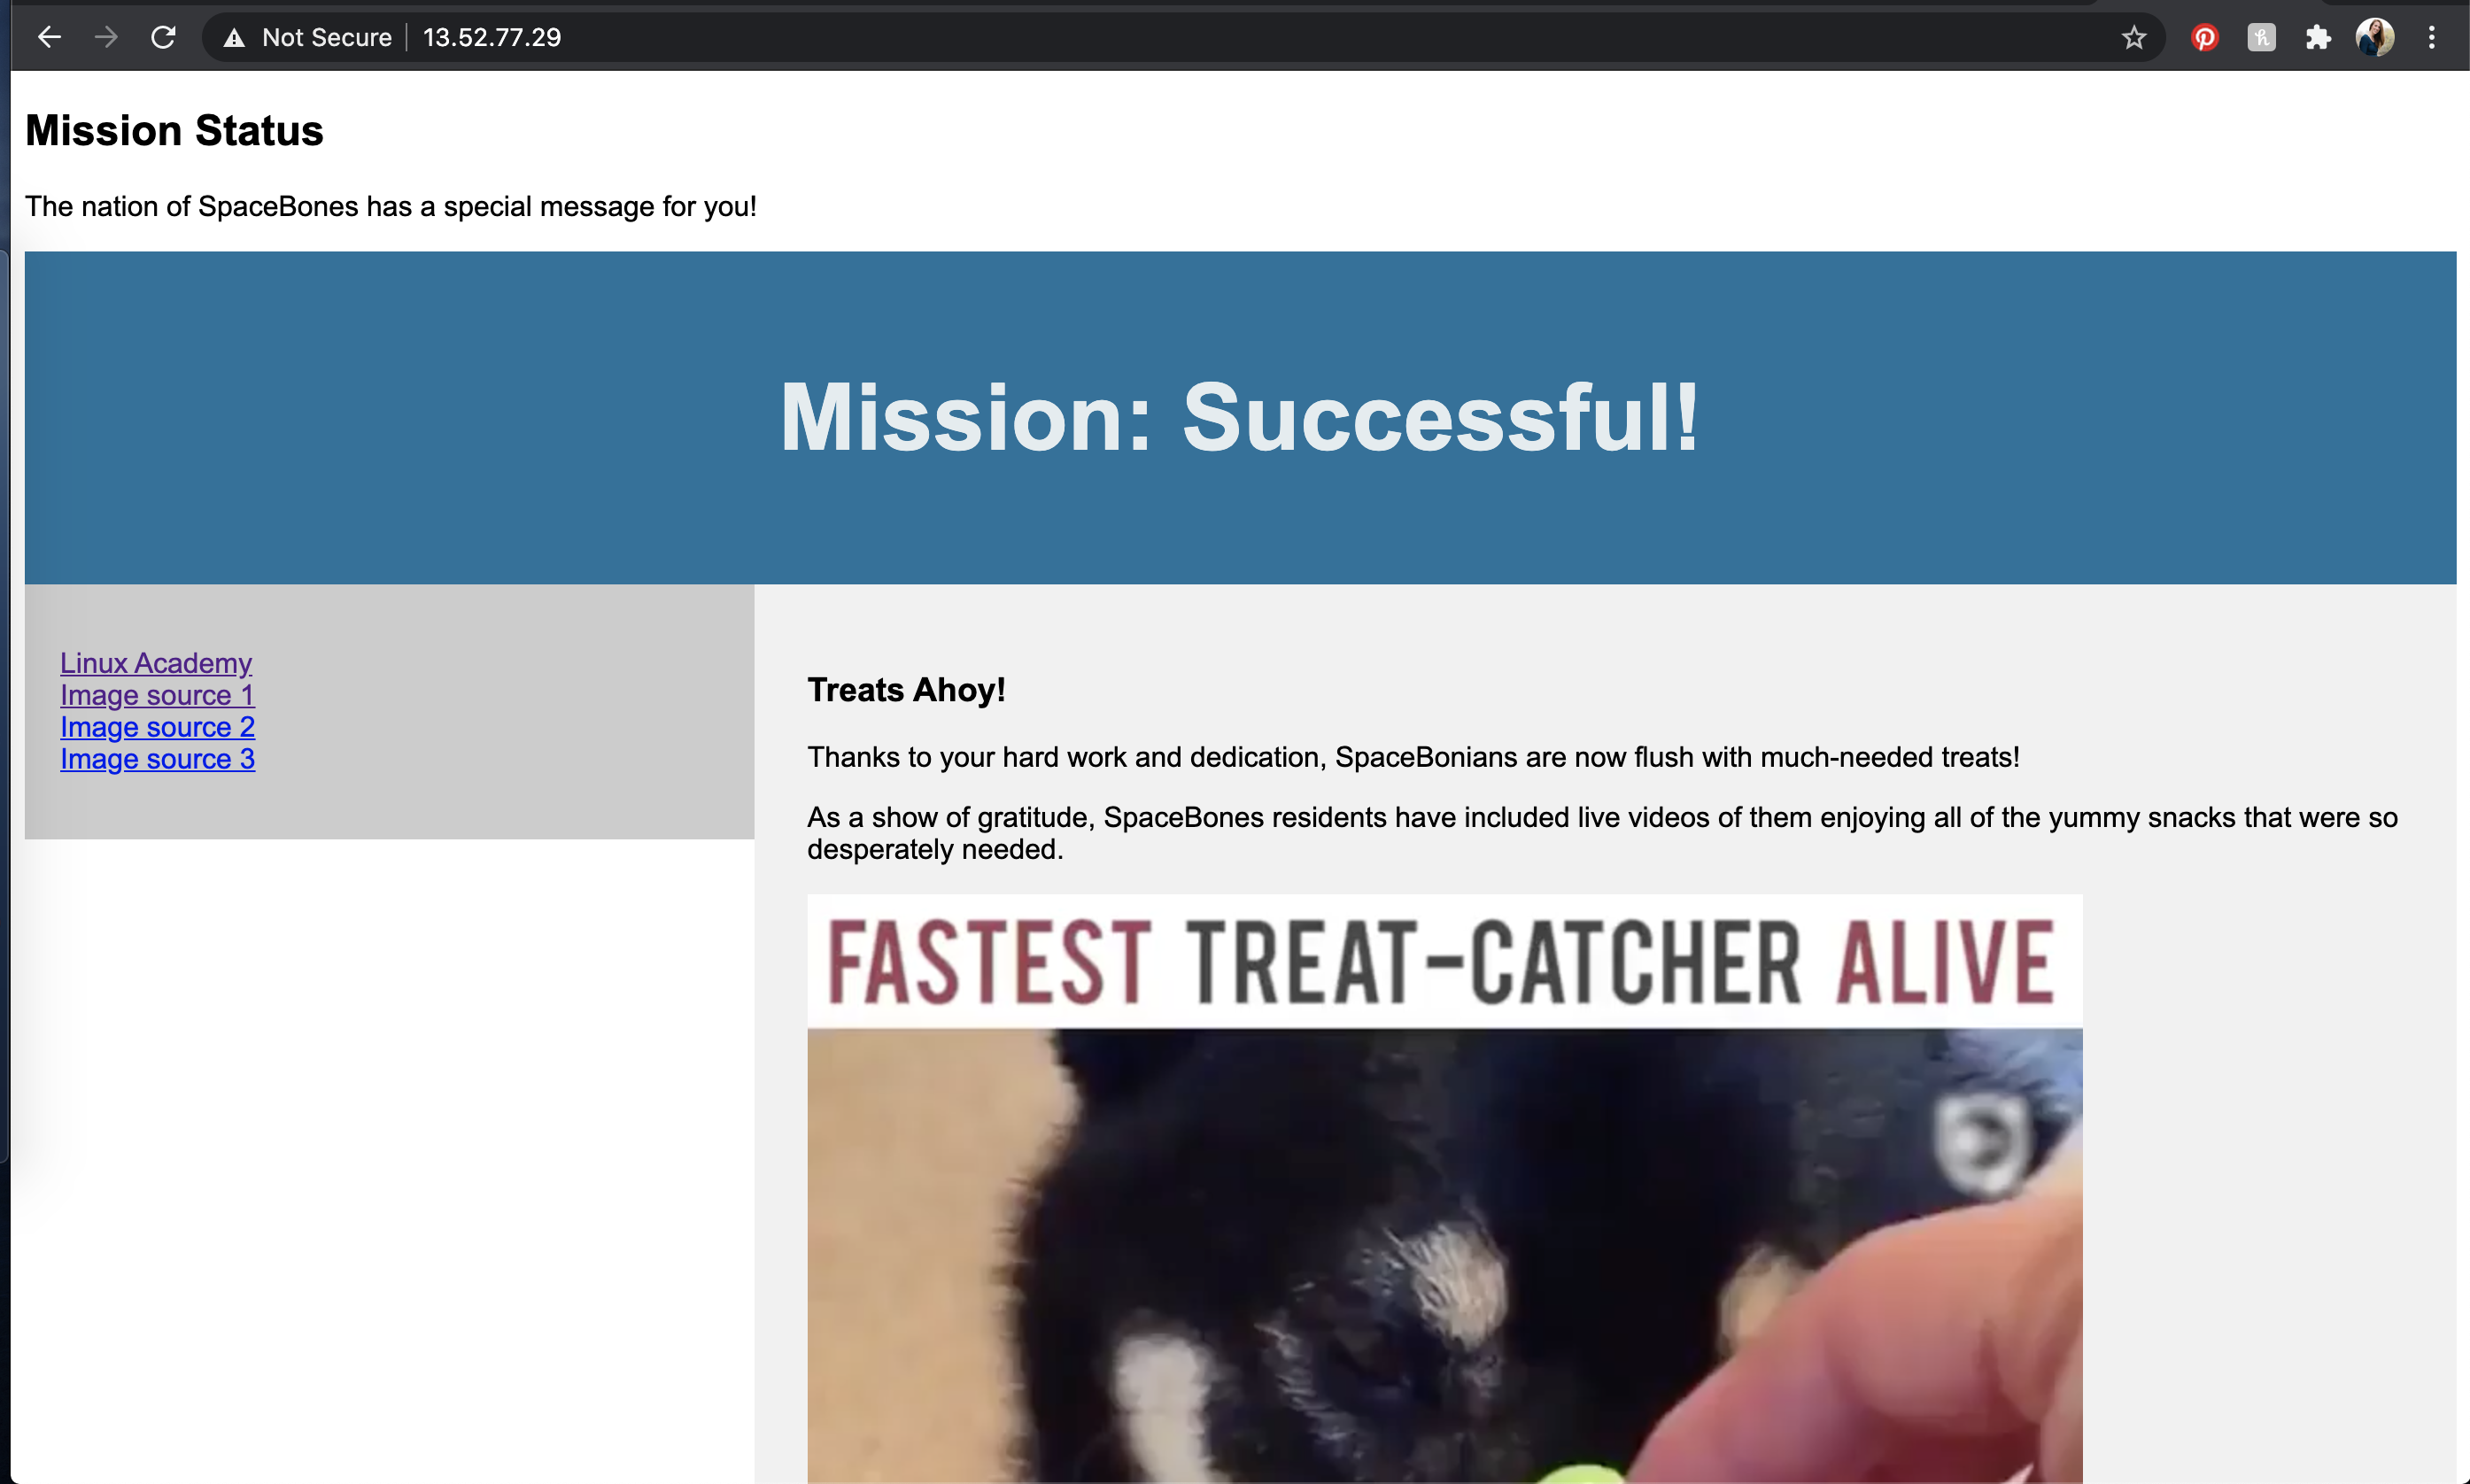 Not Secure | 13.52.77.29
Mission Status
The nation of SpaceBones has a special message for you!
Mission: Successful!
Linux Academy
Image source 1
Image source 2
Image source 3
Treats Ahoy!
Thanks to your hard work and dedication, SpaceBonians are now flush with much-needed treats!
As a show of gratitude, SpaceBones residents have included live videos of them enjoying all of the yummy snacks that were so
desperately needed.
FASTEST TREAT-CATCHER ALIVE